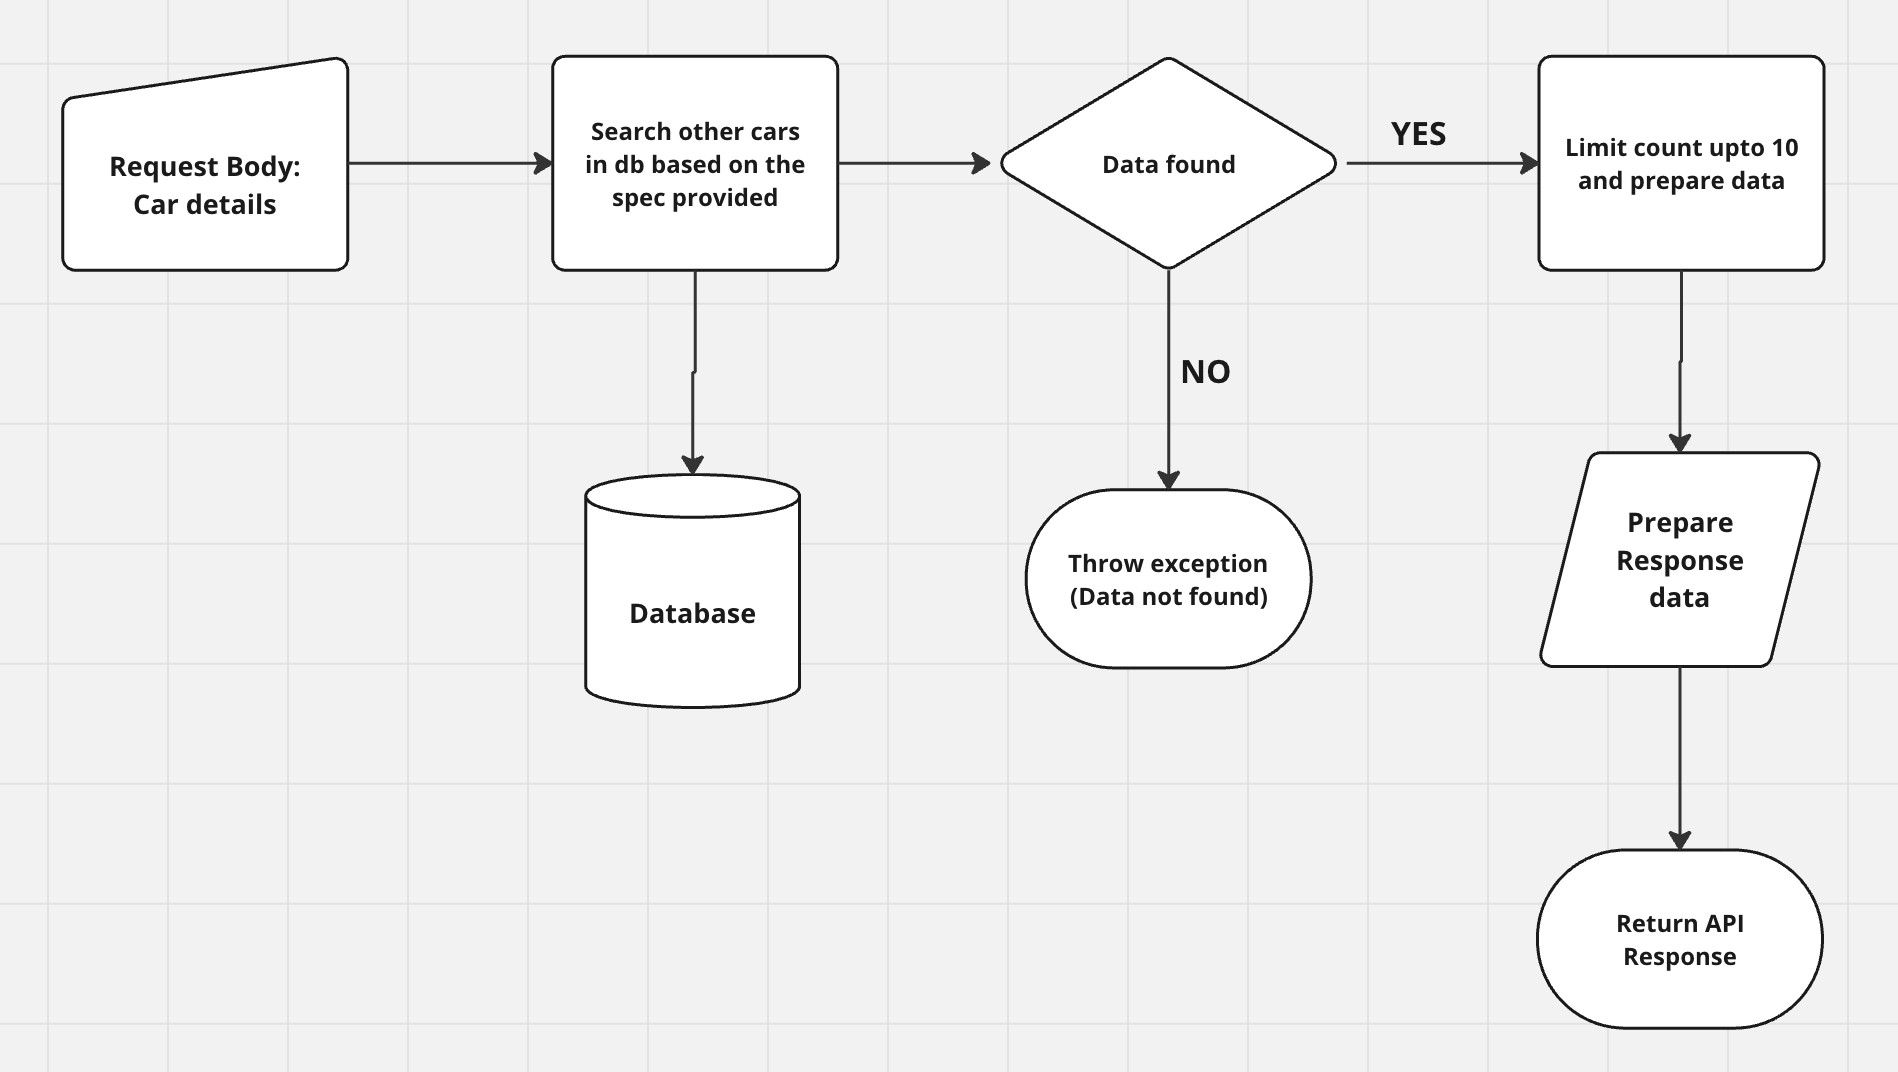 Request Body:
Car details
Search other cars
in db based on the
spec provided
Data found
YES
Limit count upto 10
and prepare data
NO
Database
Throw exception
(Data not found)
Prepare
Response
data
Return API
Response